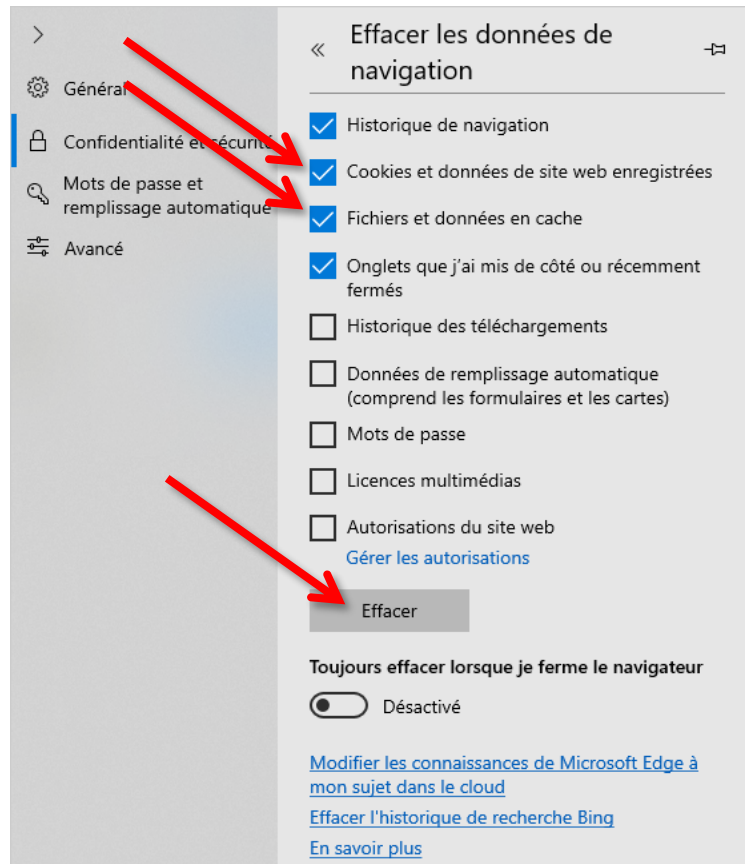 Général
Confidentialité et sécurité
Mots de passe et
remplissage automatique
Avancé
Effacer les données de
navigation
Historique de navigation
Cookies et données de site web enregistrées
Fichiers et données en cache
Onglets que j'ai mis de côté ou récemment
fermés
Historique des téléchargements
Données de remplissage automatique
(comprend les formulaires et les cartes)
Mots de passe
Licences multimédias
Autorisations du site web
Gérer les autorisations
Effacer
Toujours effacer lorsque je ferme le navigateur
Désactivé
Modifier les connaissances de Microsoft Edge à
mon sujet dans le cloud
Effacer l'historique de recherche Bing
En savoir plus